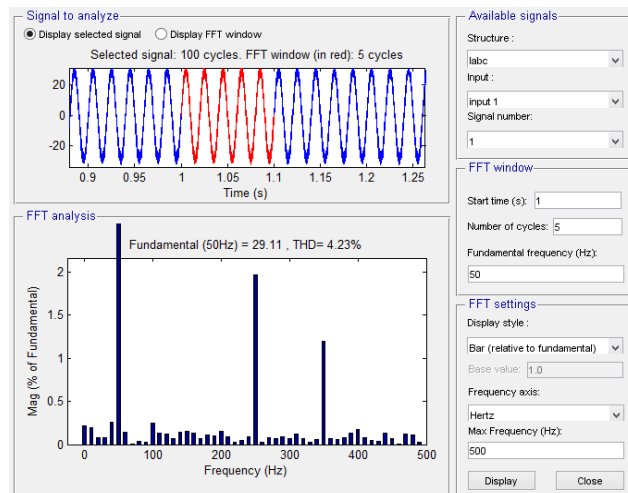 Signal to analyze
Display selected signal Display FFT window
Selected signal: 100 cycles. FFT window (in red): 5 cycles
20
0
-20
0.9 0.95 1 1.05 1.1 1.15 1.2 1.25
Time (s)
FFT analysis
Fundamental (50Hz) = 29.11 , THD= 4.23%
Mag (% of Fundamental)
2
1.5
1
0.5
0
0 100 200 300 400 500
Frequency (Hz)
Available signals
Structure :
Iabc
Input :
input 1
Signal number:
1
FFT window
Start time (s): 1
Number of cycles: 5
Fundamental frequency (Hz):
50
FFT settings
Display style :
Bar (relative to fundamental)
Base value: 1.0
Frequency axis:
Hertz
Max Frequency (Hz):
500
Display Close